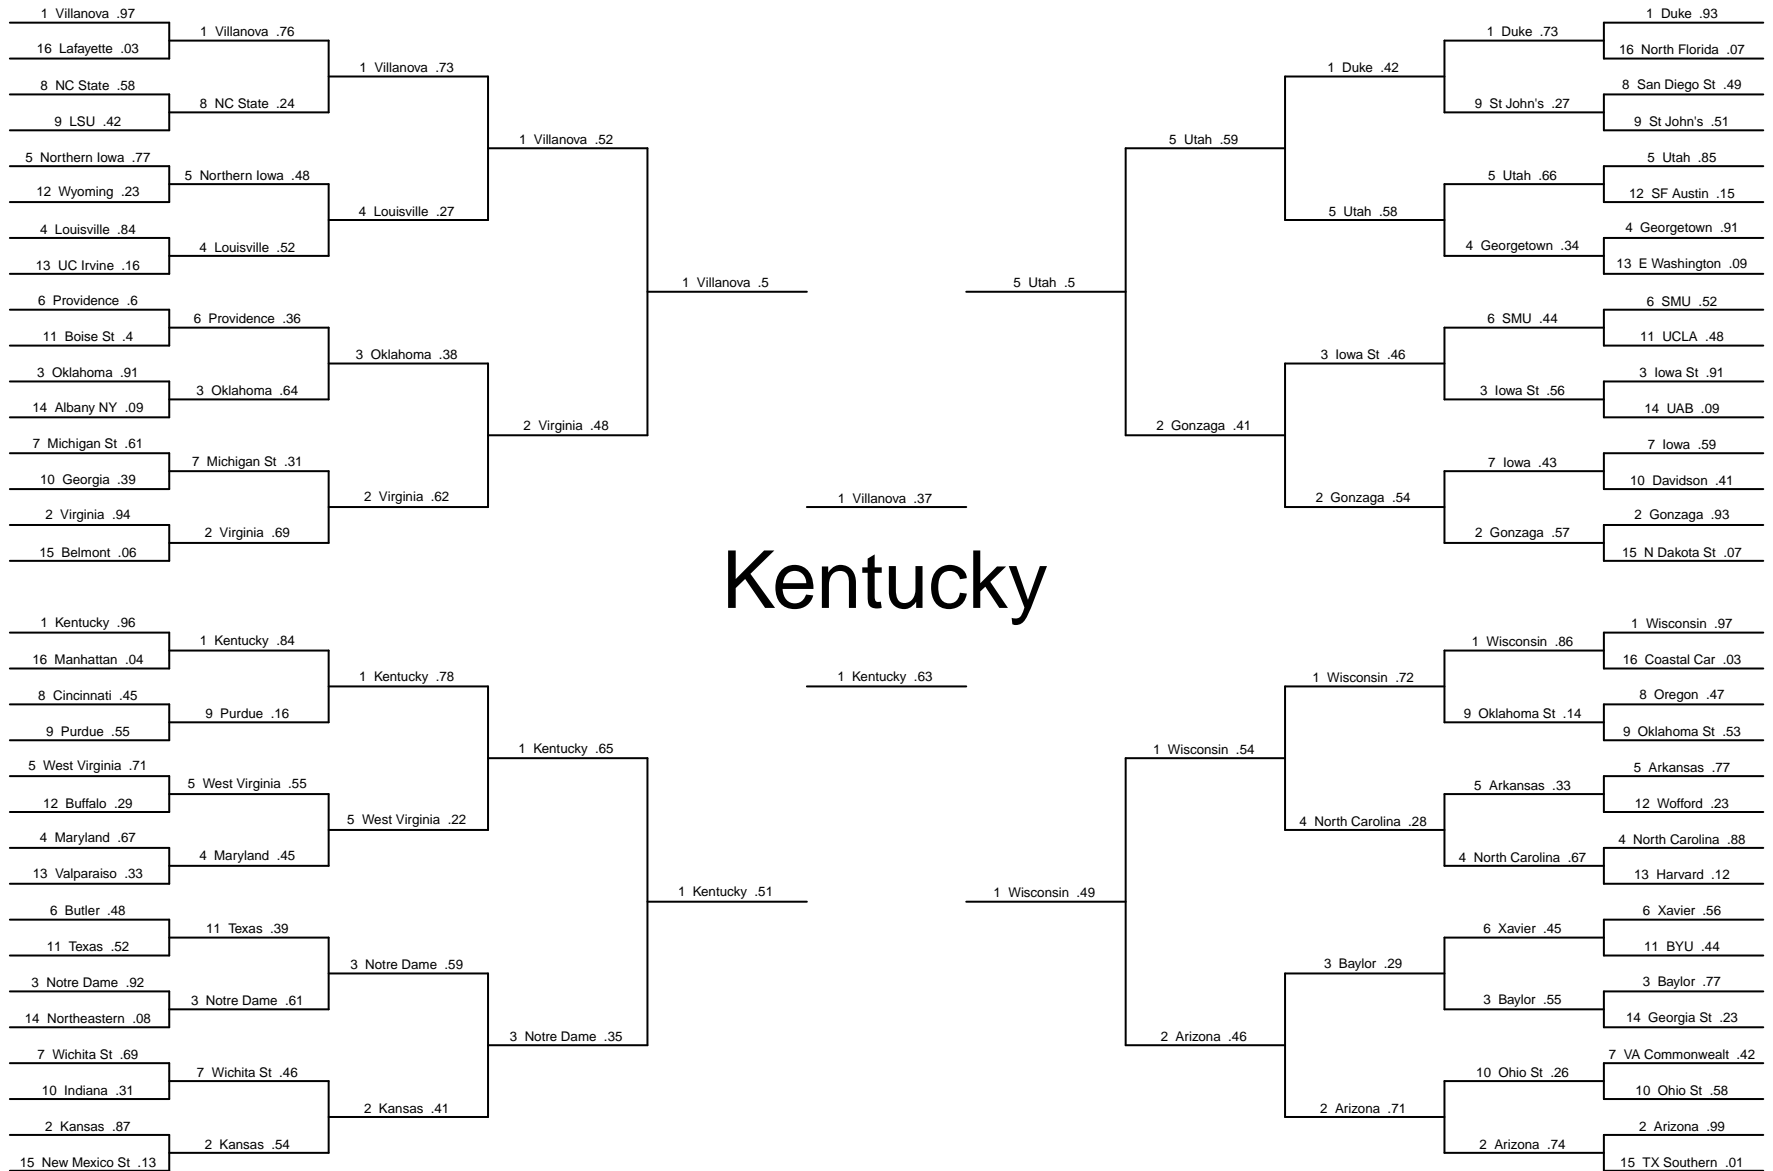 1 Villanova .97
16 Lafayette .03
8 NC State .58
9 LSU .42
5 Northern Iowa .77
12 Wyoming .23
4 Louisville .84
13 UC Irvine .16
6 Providence .6
11 Boise St .4
3 Oklahoma .91
14 Albany NY .09
7 Michigan St .61
10 Georgia .39
2 Virginia .94
15 Belmont .06
1 Villanova .76
8 NC State .24
5 Northern Iowa .48
4 Louisville .52
6 Providence .36
3 Oklahoma .64
7 Michigan St .31
2 Virginia .69
1 Villanova .73
4 Louisville .27
3 Oklahoma .38
2 Virginia .62
1 Villanova .52
2 Virginia .48
1 Villanova .5
1 Villanova .37
5 Utah .5
5 Utah .59
2 Gonzaga .41
1 Duke .42
5 Utah .58
3 Iowa St .46
2 Gonzaga .54
1 Duke .73
9 St John's .27
5 Utah .66
4 Georgetown .34
6 SMU .44
3 Iowa St .56
7 Iowa .43
2 Gonzaga .57
1 Duke .93
16 North Florida .07
8 San Diego St .49
9 St John's .51
5 Utah .85
12 SF Austin .15
4 Georgetown .91
13 E Washington .09
6 SMU .52
11 UCLA .48
3 Iowa St .91
14 UAB .09
7 Iowa .59
10 Davidson .41
2 Gonzaga .93
15 N Dakota St .07
Kentucky
1 Kentucky .96
16 Manhattan .04
8 Cincinnati .45
9 Purdue .55
5 West Virginia .71
12 Buffalo .29
4 Maryland .67
13 Valparaiso .33
6 Butler .48
11 Texas .52
3 Notre Dame .92
14 Northeastern .08
7 Wichita St .69
10 Indiana .31
2 Kansas .87
15 New Mexico St .13
1 Kentucky .84
9 Purdue .16
5 West Virginia .55
4 Maryland .45
11 Texas .39
3 Notre Dame .61
7 Wichita St .46
2 Kansas .54
1 Kentucky .78
5 West Virginia .22
3 Notre Dame .59
2 Kansas .41
1 Kentucky .65
3 Notre Dame .35
1 Kentucky .51
1 Kentucky .63
1 Wisconsin .49
1 Wisconsin .54
2 Arizona .46
1 Wisconsin .72
4 North Carolina .28
3 Baylor .29
2 Arizona .71
1 Wisconsin .86
9 Oklahoma St .14
5 Arkansas .33
4 North Carolina .67
6 Xavier .45
3 Baylor .55
10 Ohio St .26
2 Arizona .74
1 Wisconsin .97
16 Coastal Car .03
8 Oregon .47
9 Oklahoma St .53
5 Arkansas .77
12 Wofford .23
4 North Carolina .88
13 Harvard .12
6 Xavier .56
11 BYU .44
3 Baylor .77
14 Georgia St .23
7 VA Commonwealt .42
10 Ohio St .58
2 Arizona .99
15 TX Southern .01